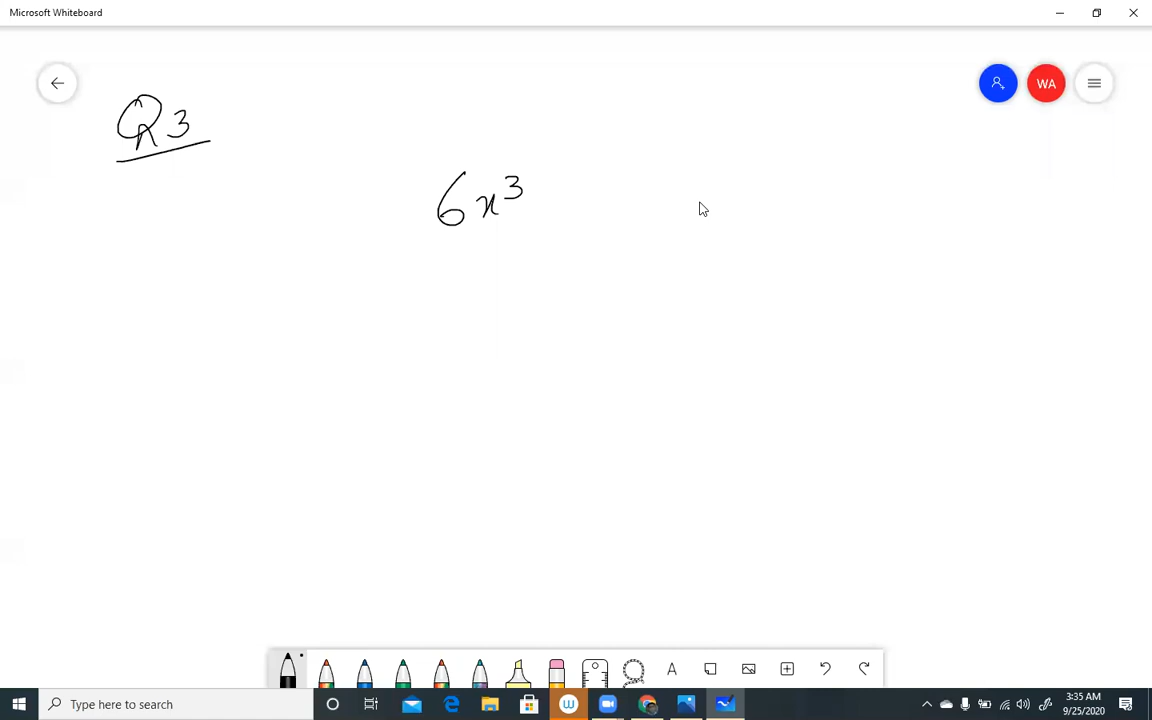 Microsoft Whiteboard
WA
Q3
6x³
A
Type here to search
3:35 AM
9/25/2020